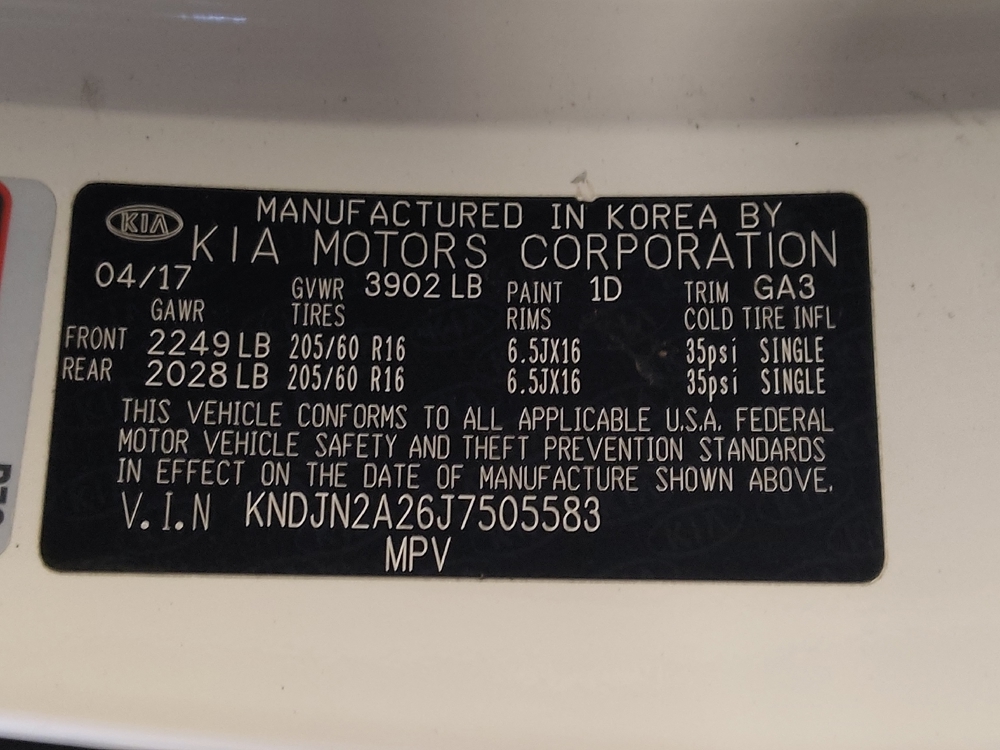 KIA MANUFACTURED IN KOREA BY
KIA MOTORS CORPORATION
04/17 GVWR 3902 LB PAINT 1D TRIM GA3
GAWR TIRES RIMS COLD TIRE INFL
FRONT 2249 LB 205/60 R16 6.5JX16 35psi SINGLE
REAR 2028 LB 205/60 R16 6.5JX16 35psi SINGLE
THIS VEHICLE CONFORMS TO ALL APPLICABLE U.S.A. FEDERAL
MOTOR VEHICLE SAFETY AND THEFT PREVENTION STANDARDS
IN EFFECT ON THE DATE OF MANUFACTURE SHOWN ABOVE.
V.I.N KNDJN2A26J7505583
MPV